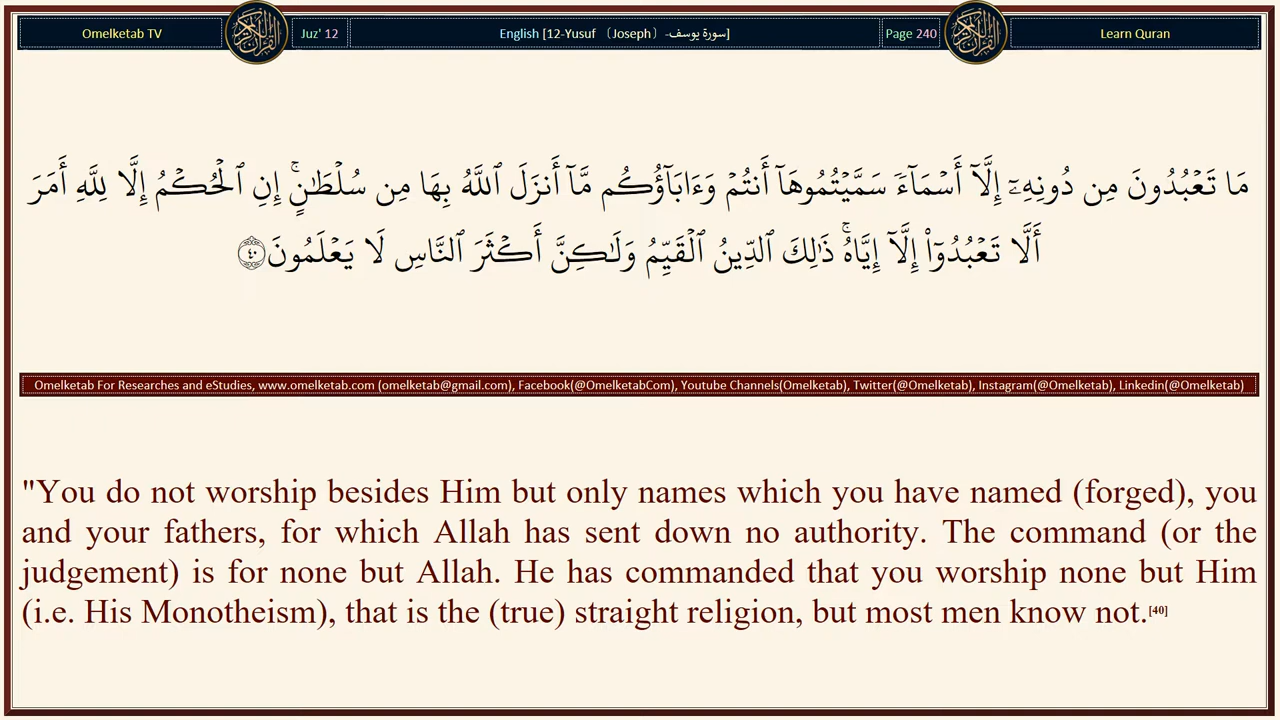 Omelketab TV
Juz' 12
English [12-Yusuf （Joseph）-سورة يوسف]
Page 240
Learn Quran
مَا تَعْبُدُونَ مِن دُونِهِۦٓ إِلَّآ أَسْمَآءً سَمَّيْتُمُوهَآ أَنتُمْ وَءَابَآؤُكُم مَّآ أَنزَلَ ٱللَّهُ بِهَا مِن سُلْطَٰنٍۚ إِنِ ٱلْحُكْمُ إِلَّا لِلَّهِ أَمَرَ
أَلَّا تَعْبُدُوٓا۟ إِلَّآ إِيَّاهُۚ ذَٰلِكَ ٱلدِّينُ ٱلْقَيِّمُ وَلَٰكِنَّ أَكْثَرَ ٱلنَّاسِ لَا يَعْلَمُونَ ٤٠
Omelketab For Researches and eStudies, www.omelketab.com (omelketab@gmail.com), Facebook(@OmelketabCom), Youtube Channels(Omelketab), Twitter(@Omelketab), Instagram(@Omelketab), Linkedin(@Omelketab)
"You do not worship besides Him but only names which you have named (forged), you
and your fathers, for which Allah has sent down no authority. The command (or the
judgement) is for none but Allah. He has commanded that you worship none but Him
(i.e. His Monotheism), that is the (true) straight religion, but most men know not.[40]